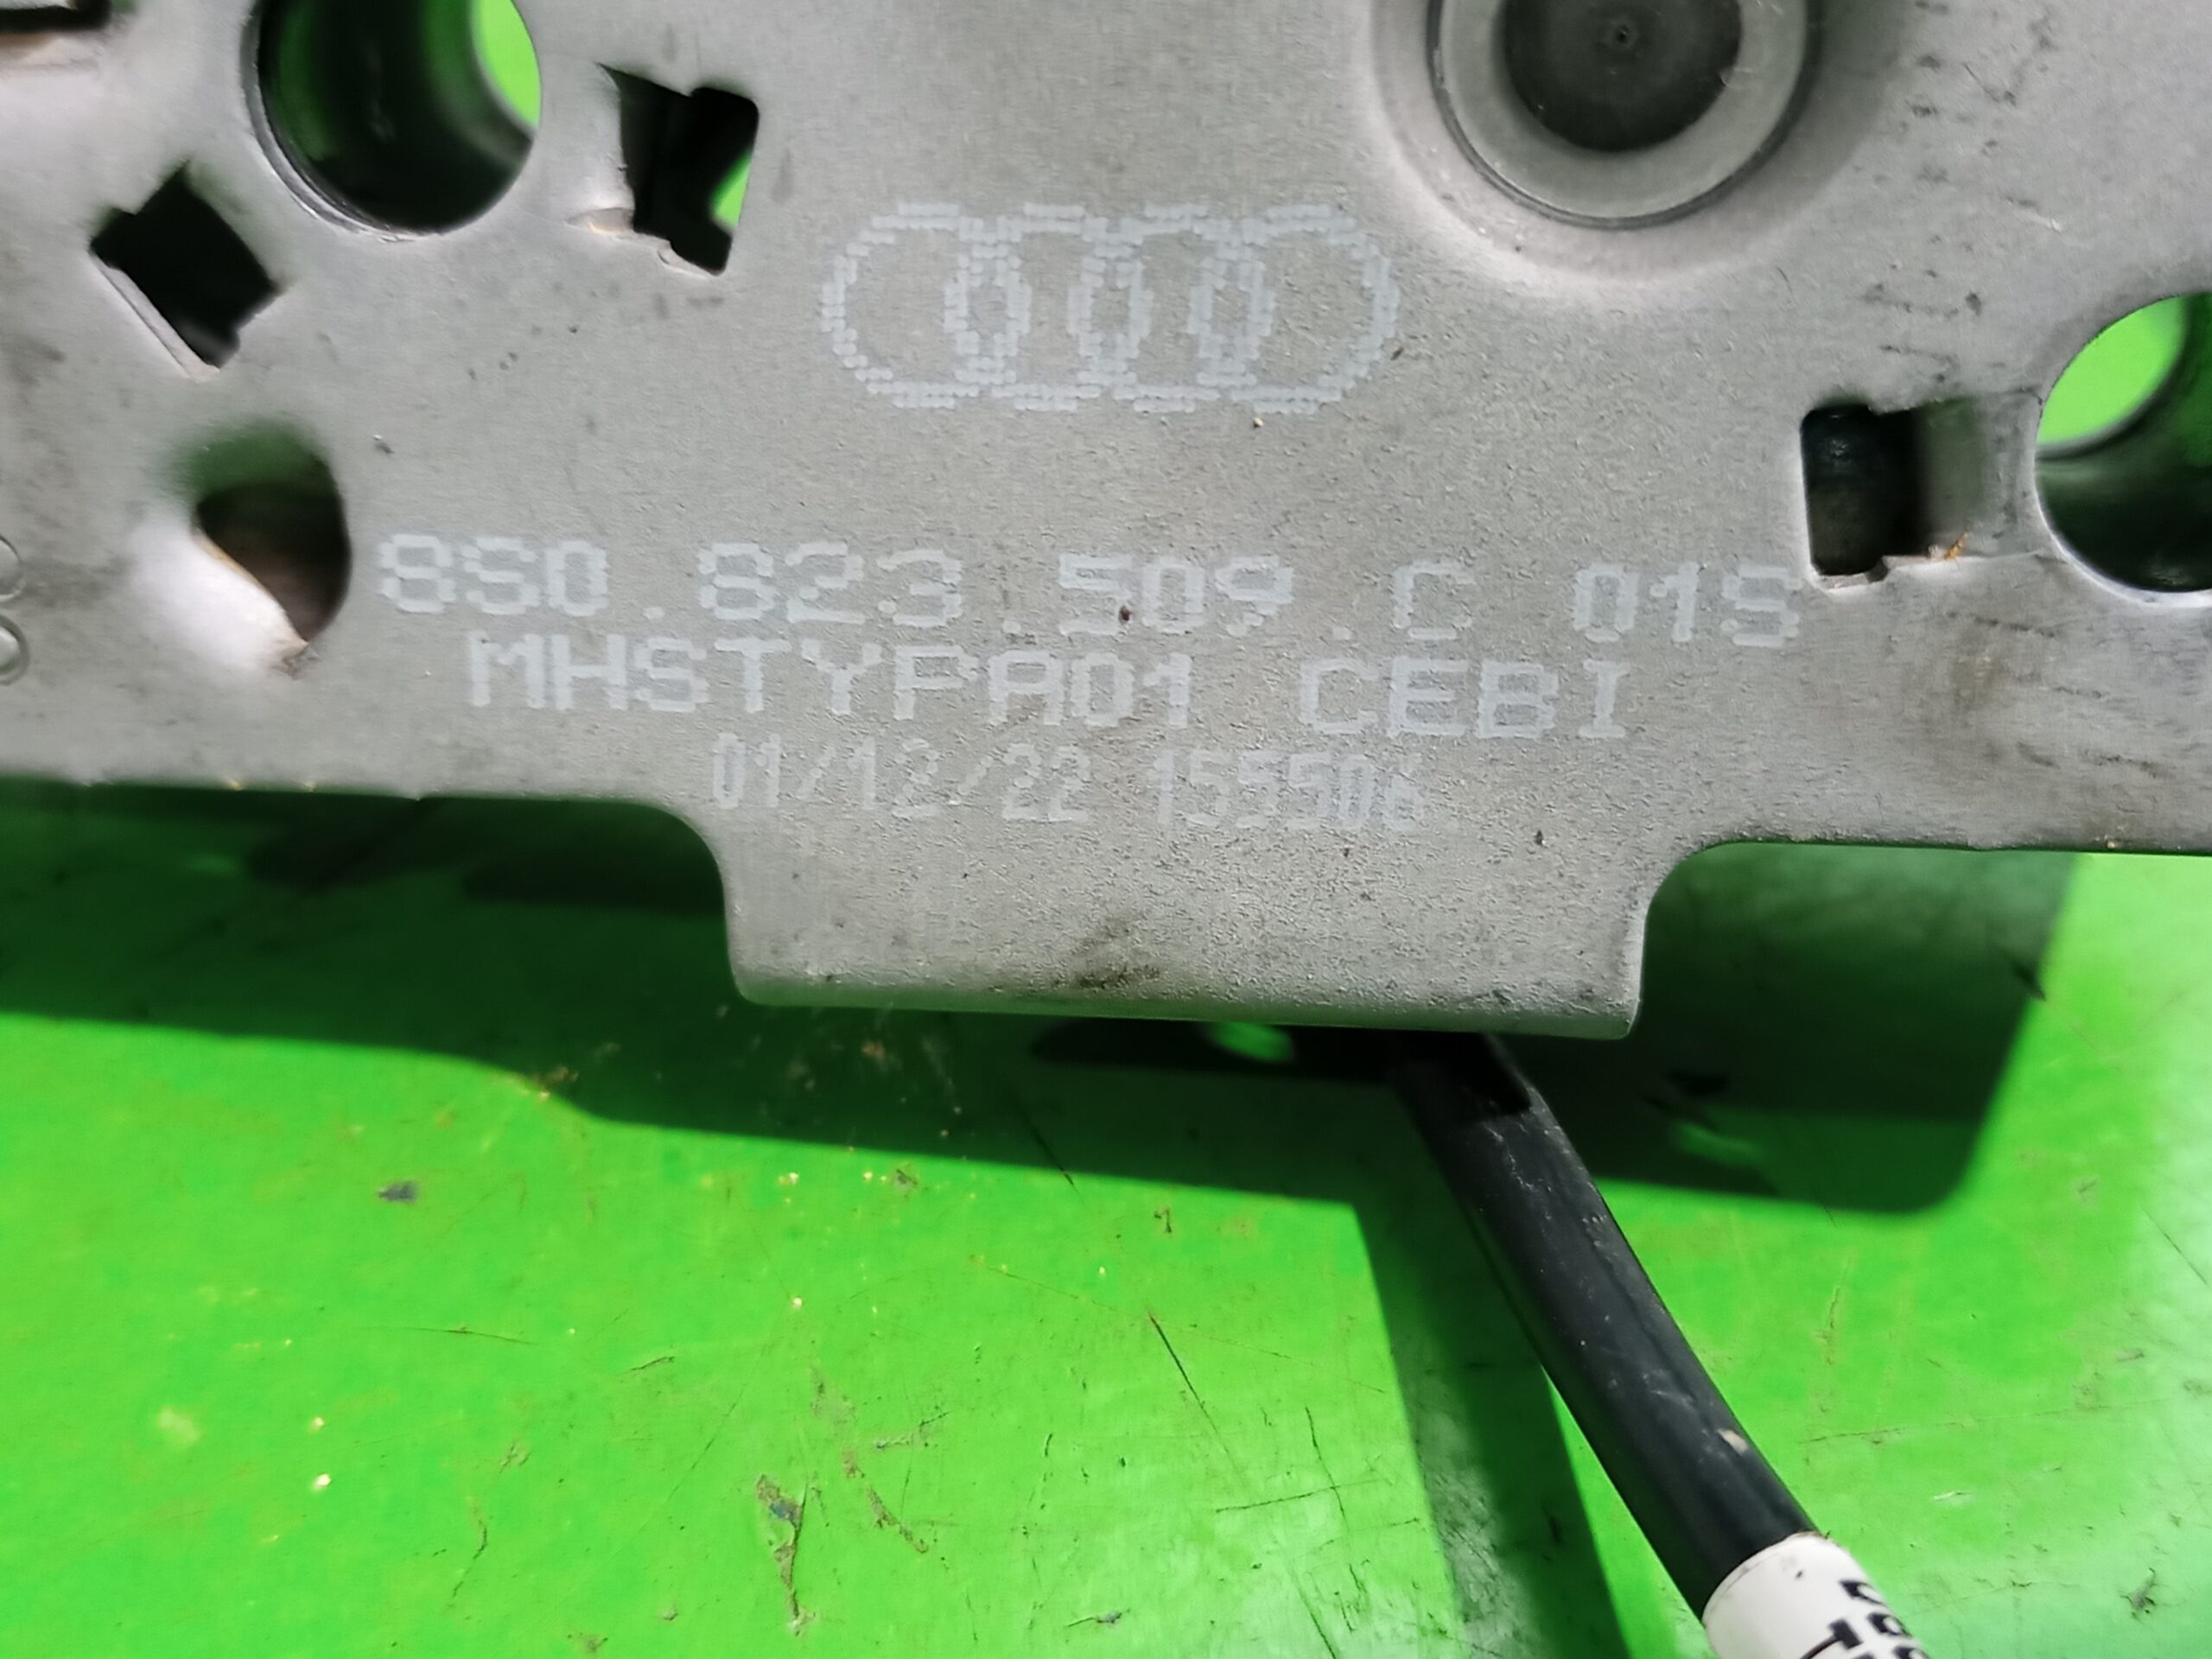 8S0.823.509.C 01S
MHSTYPA01 CEBI
01/12/22 155506